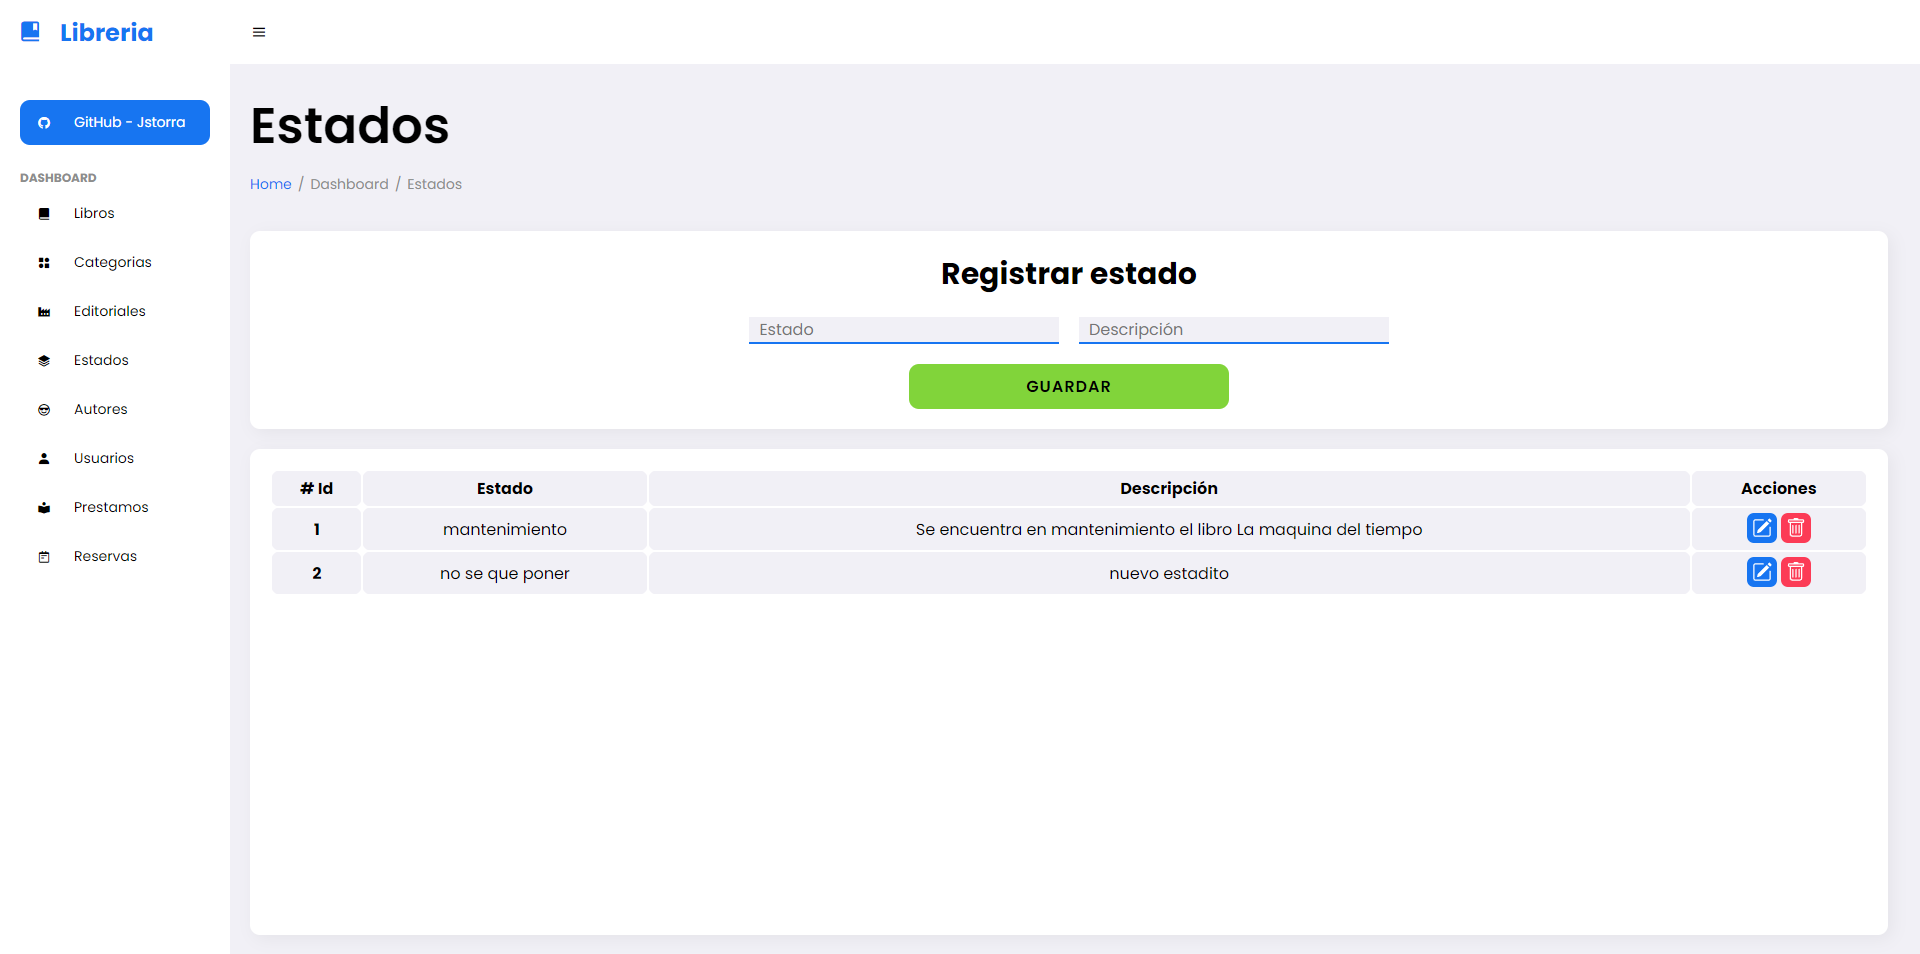 Libreria
GitHub - Jstorra
DASHBOARD
Libros
Categorias
Editoriales
Estados
Autores
Usuarios
Prestamos
Reservas
Estados
Home / Dashboard / Estados
Registrar estado
Estado Descripción
GUARDAR
# Id Estado Descripción Acciones
1 mantenimiento Se encuentra en mantenimiento el libro La maquina del tiempo
2 no se que poner nuevo estadito